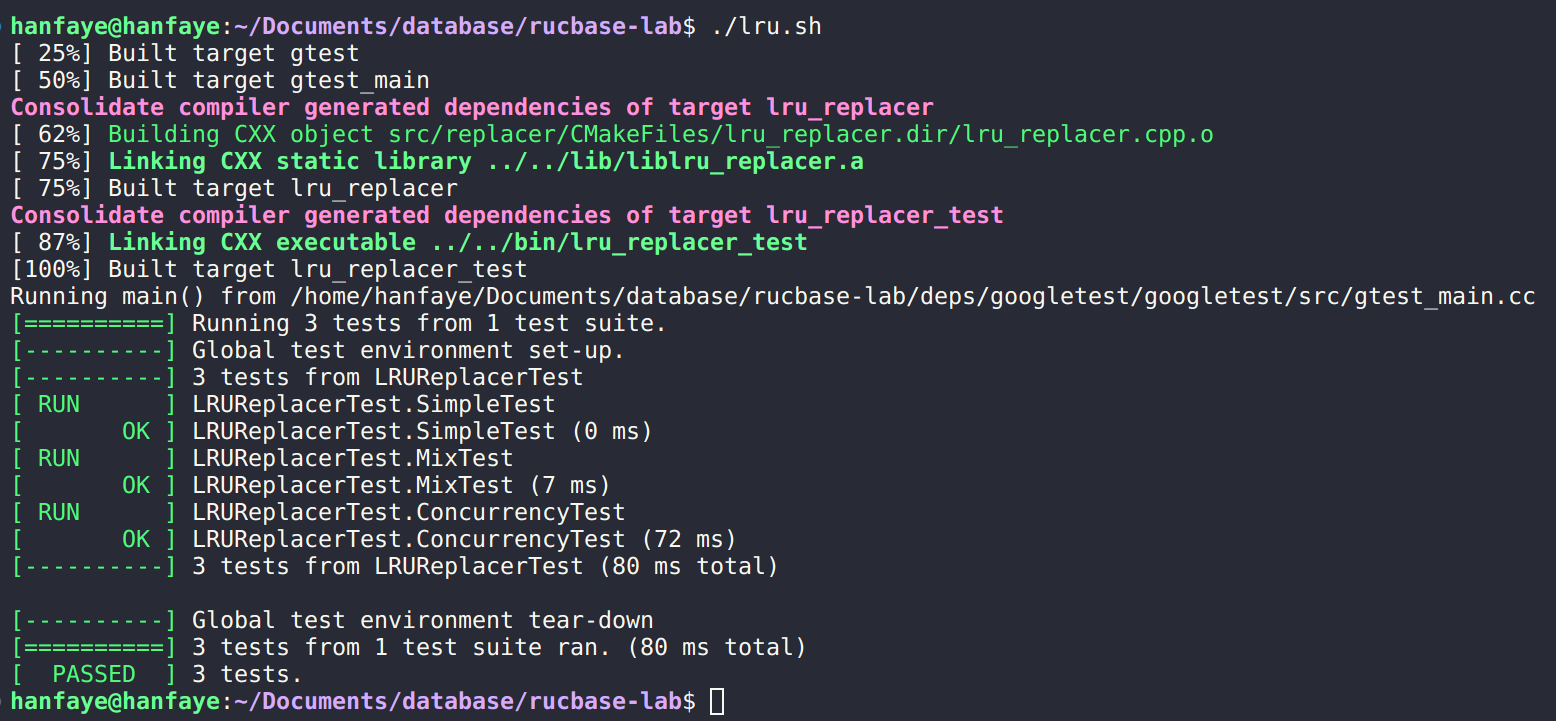 hanfaye@hanfaye:~/Documents/database/rucbase-lab$ ./lru.sh
[ 25%] Built target gtest
[ 50%] Built target gtest_main
Consolidate compiler generated dependencies of target lru_replacer
[ 62%] Building CXX object src/replacer/CMakeFiles/lru_replacer.dir/lru_replacer.cpp.o
[ 75%] Linking CXX static library ../../lib/liblru_replacer.a
[ 75%] Built target lru_replacer
Consolidate compiler generated dependencies of target lru_replacer_test
[ 87%] Linking CXX executable ../../bin/lru_replacer_test
[100%] Built target lru_replacer_test
Running main() from /home/hanfaye/Documents/database/rucbase-lab/deps/googletest/googletest/src/gtest_main.cc
[==========] Running 3 tests from 1 test suite.
[----------] Global test environment set-up.
[----------] 3 tests from LRUReplacerTest
[ RUN      ] LRUReplacerTest.SimpleTest
[       OK ] LRUReplacerTest.SimpleTest (0 ms)
[ RUN      ] LRUReplacerTest.MixTest
[       OK ] LRUReplacerTest.MixTest (7 ms)
[ RUN      ] LRUReplacerTest.ConcurrencyTest
[       OK ] LRUReplacerTest.ConcurrencyTest (72 ms)
[----------] 3 tests from LRUReplacerTest (80 ms total)
[----------] Global test environment tear-down
[==========] 3 tests from 1 test suite ran. (80 ms total)
[  PASSED  ] 3 tests.
hanfaye@hanfaye:~/Documents/database/rucbase-lab$